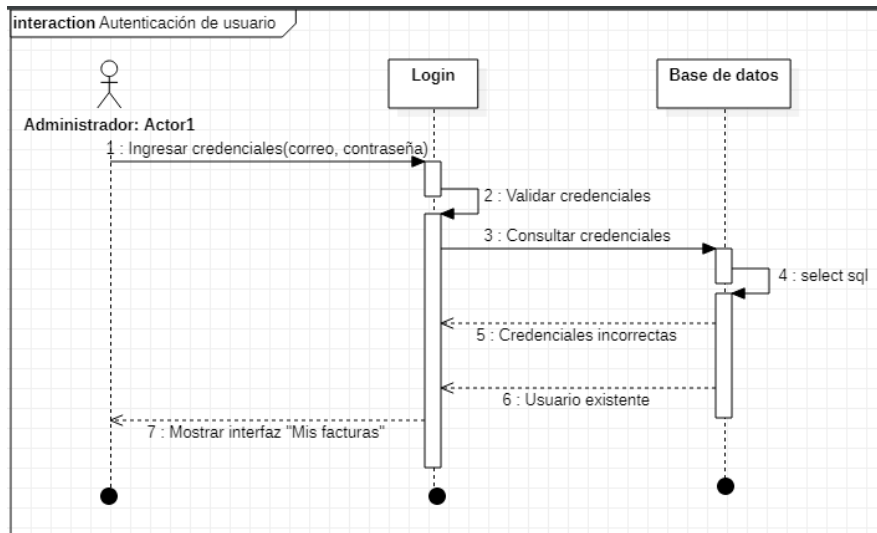 interaction Autenticación de usuario
Login
Base de datos
Administrador: Actor1
1 : Ingresar credenciales(correo, contraseña)
2 : Validar credenciales
3 : Consultar credenciales
4 : select sql
5 : Credenciales incorrectas
6 : Usuario existente
7 : Mostrar interfaz "Mis facturas"